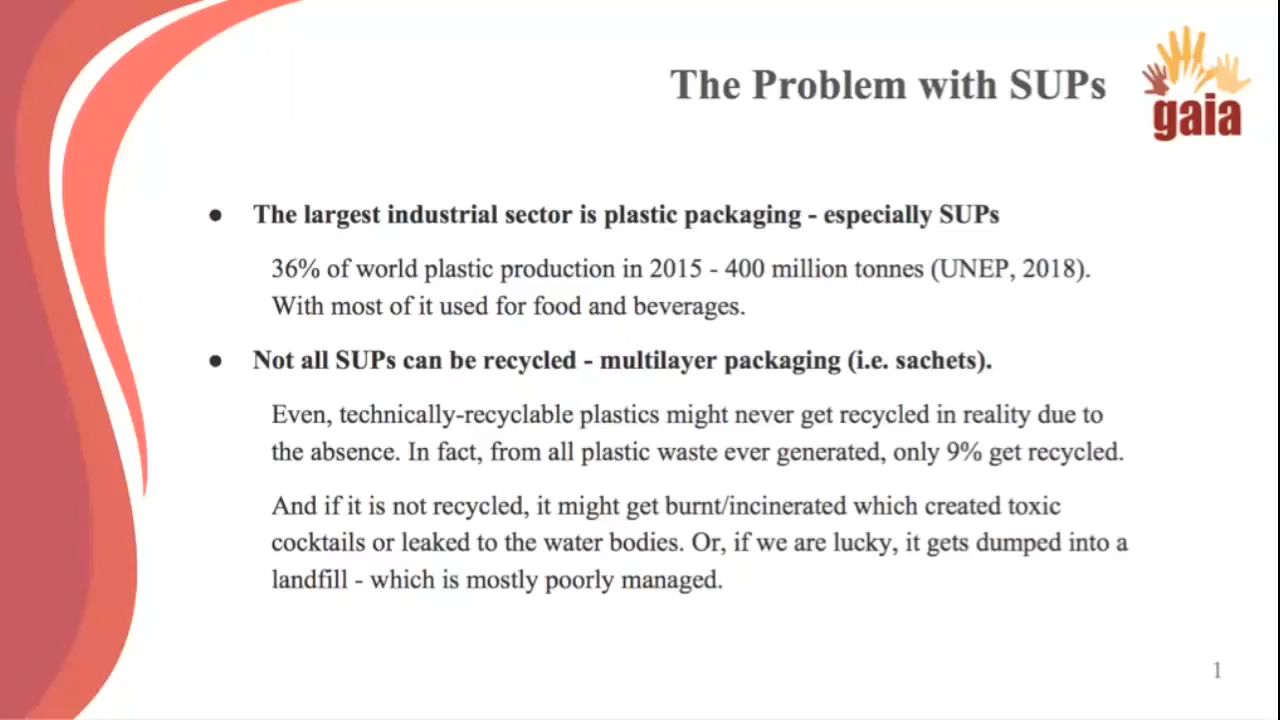 The Problem with SUPs
gaia
● The largest industrial sector is plastic packaging - especially SUPs
36% of world plastic production in 2015 - 400 million tonnes (UNEP, 2018).
With most of it used for food and beverages.
● Not all SUPs can be recycled - multilayer packaging (i.e. sachets).
Even, technically-recyclable plastics might never get recycled in reality due to
the absence. In fact, from all plastic waste ever generated, only 9% get recycled.
And if it is not recycled, it might get burnt/incinerated which created toxic
cocktails or leaked to the water bodies. Or, if we are lucky, it gets dumped into a
landfill - which is mostly poorly managed.
1